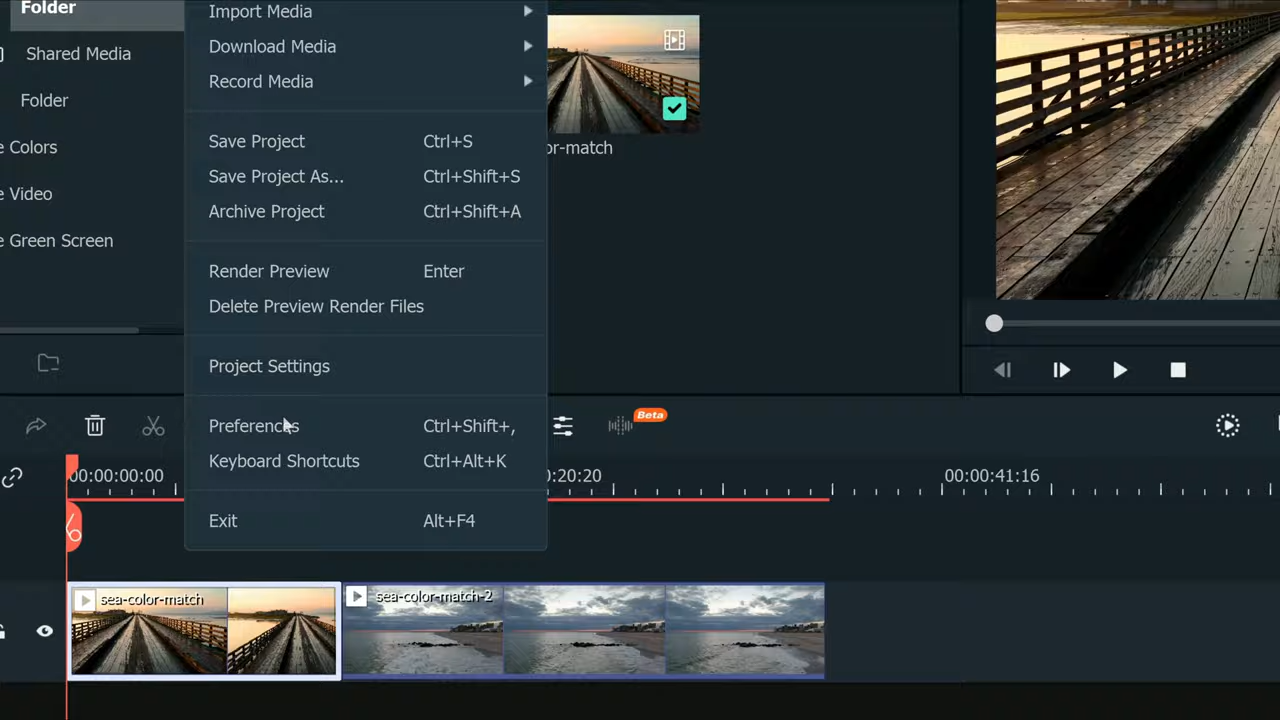 Folder
Shared Media
Folder
e Colors
e Video
e Green Screen
Import Media
Download Media
Record Media
Save Project Ctrl+S
Save Project As... Ctrl+Shift+S
Archive Project Ctrl+Shift+A
Render Preview Enter
Delete Preview Render Files
Project Settings
Preferences Ctrl+Shift+,
Keyboard Shortcuts Ctrl+Alt+K
Exit Alt+F4
or-match
Beta
00:00:00:00
0:20:20
00:00:41:16
sea-color-match
sea-color-match-2